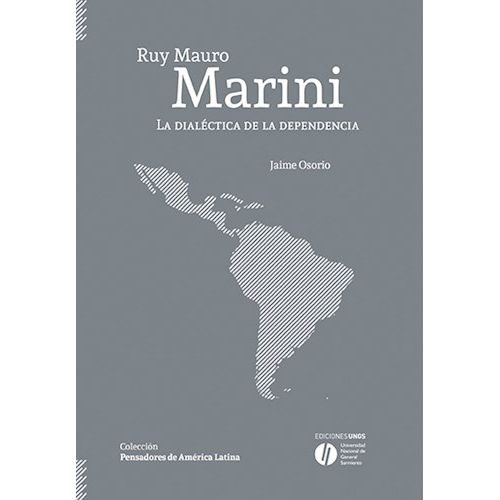 Ruy Mauro
Marini
LA DIALÉCTICA DE LA DEPENDENCIA
Jaime Osorio
Colección
Pensadores de América Latina
EDICIONES UNGS
Universidad
Nacional de
General
Sarmiento